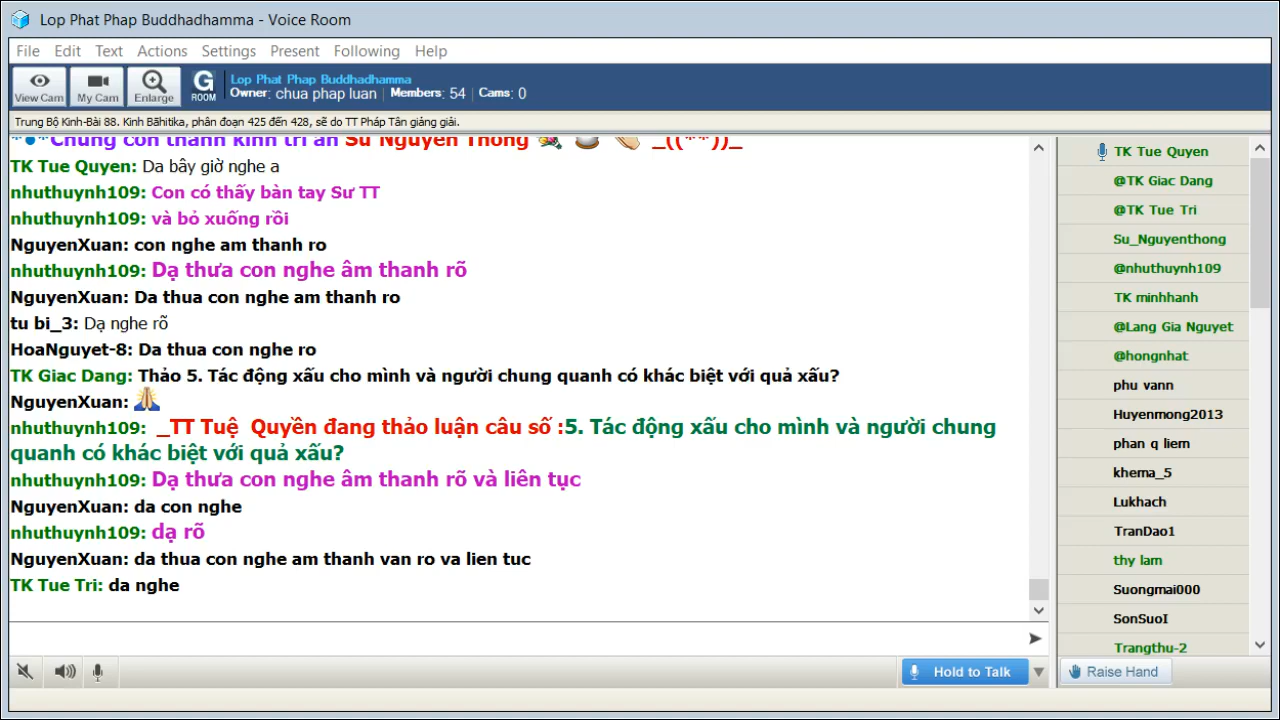 Lop Phat Phap Buddhadhamma - Voice Room
File Edit Text Actions Settings Present Following Help
View Cam My Cam Enlarge G ROOM
Lop Phat Phap Buddhadhamma
Owner: chua phap luan Members: 54 Cams: 0
Trung Bộ Kinh-Bài 88. Kinh Bãhitika, phân đoạn 425 đến 428, sẽ do TT Pháp Tân giảng giải.
TK Tue Quyen: Da bây giờ nghe a
nhuthuynh109: Con có thấy bàn tay Sư TT
nhuthuynh109: và bỏ xuống rồi
NguyenXuan: con nghe am thanh ro
nhuthuynh109: Dạ thưa con nghe âm thanh rõ
NguyenXuan: Da thua con nghe am thanh ro
tu bi_3: Dạ nghe rõ
HoaNguyet-8: Da thua con nghe ro
TK Giac Dang: Thảo 5. Tác động xấu cho mình và người chung quanh có khác biệt với quả xấu?
NguyenXuan:
nhuthuynh109: _TT Tuệ Quyền đang thảo luận câu số :5. Tác động xấu cho mình và người chung
quanh có khác biệt với quả xấu?
nhuthuynh109: Dạ thưa con nghe âm thanh rõ và liên tục
NguyenXuan: da con nghe
nhuthuynh109: dạ rõ
NguyenXuan: da thua con nghe am thanh van ro va lien tuc
TK Tue Tri: da nghe
Hold to Talk
TK Tue Quyen
@TK Giac Dang
@TK Tue Tri
Su_Nguyenthong
@nhuthuynh109
TK minhhanh
@Lang Gia Nguyet
@hongnhat
phu vann
Huyenmong2013
phan q liem
khema_5
Lukhach
TranDao1
thy lam
Suongmai000
SonSuoI
Trangthu-2
Raise Hand